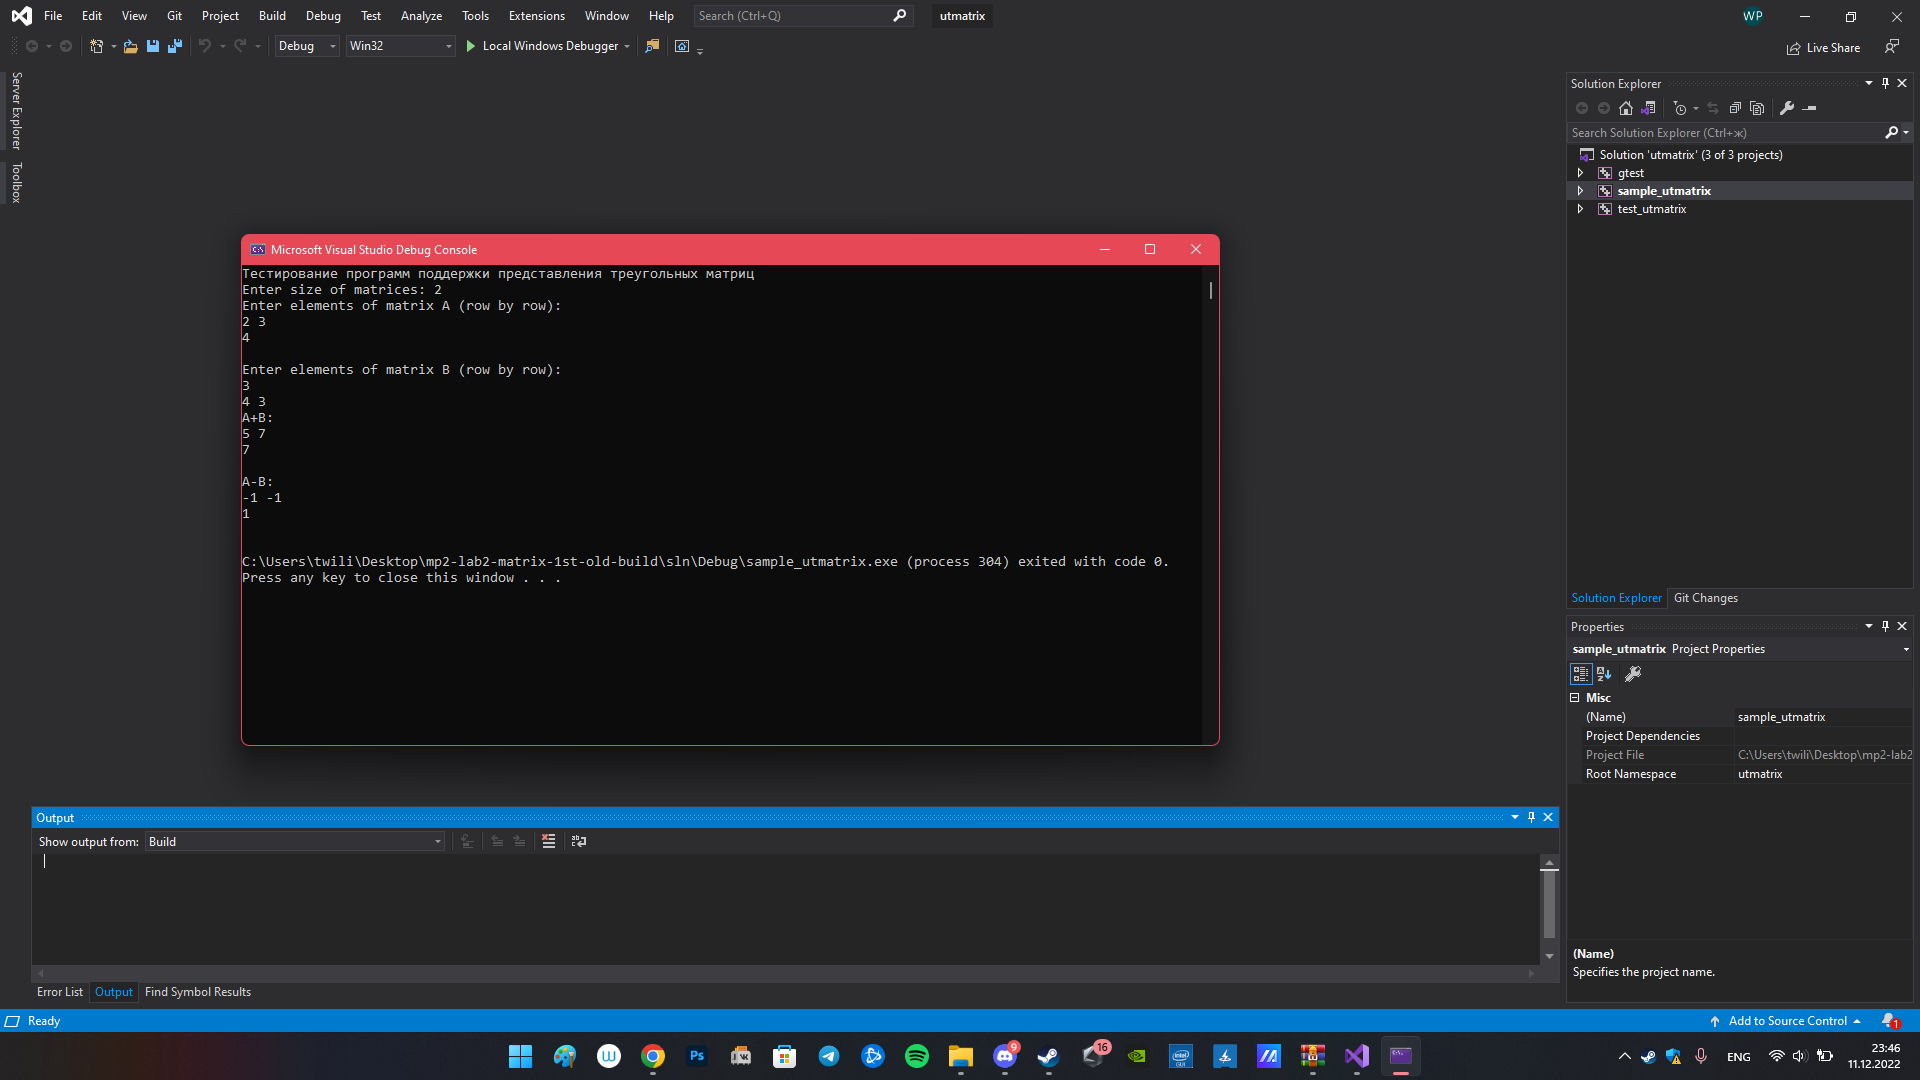 File Edit View Git Project Build Debug Test Analyze Tools Extensions Window Help Search (Ctrl+Q) utmatrix WP
Debug Win32 Local Windows Debugger Live Share
Server Explorer
Toolbox
Solution Explorer
Search Solution Explorer (Ctrl+ж)
Solution 'utmatrix' (3 of 3 projects)
gtest
sample_utmatrix
test_utmatrix
Microsoft Visual Studio Debug Console
Тестирование программ поддержки представления треугольных матриц
Enter size of matrices: 2
Enter elements of matrix A (row by row):
2 3
4
Enter elements of matrix B (row by row):
3
4 3
A+B:
5 7
7
A-B:
-1 -1
1
C:\Users\twili\Desktop\mp2-lab2-matrix-1st-old-build\sln\Debug\sample_utmatrix.exe (process 304) exited with code 0.
Press any key to close this window . . .
Solution Explorer Git Changes
Properties
sample_utmatrix Project Properties
Misc
(Name) sample_utmatrix
Project Dependencies
Project File C:\Users\twili\Desktop\mp2-lab2
Root Namespace utmatrix
(Name)
Specifies the project name.
Output
Show output from: Build
Error List Output Find Symbol Results
Ready Add to Source Control 1
Ps 9 16 ENG 23:46
11.12.2022